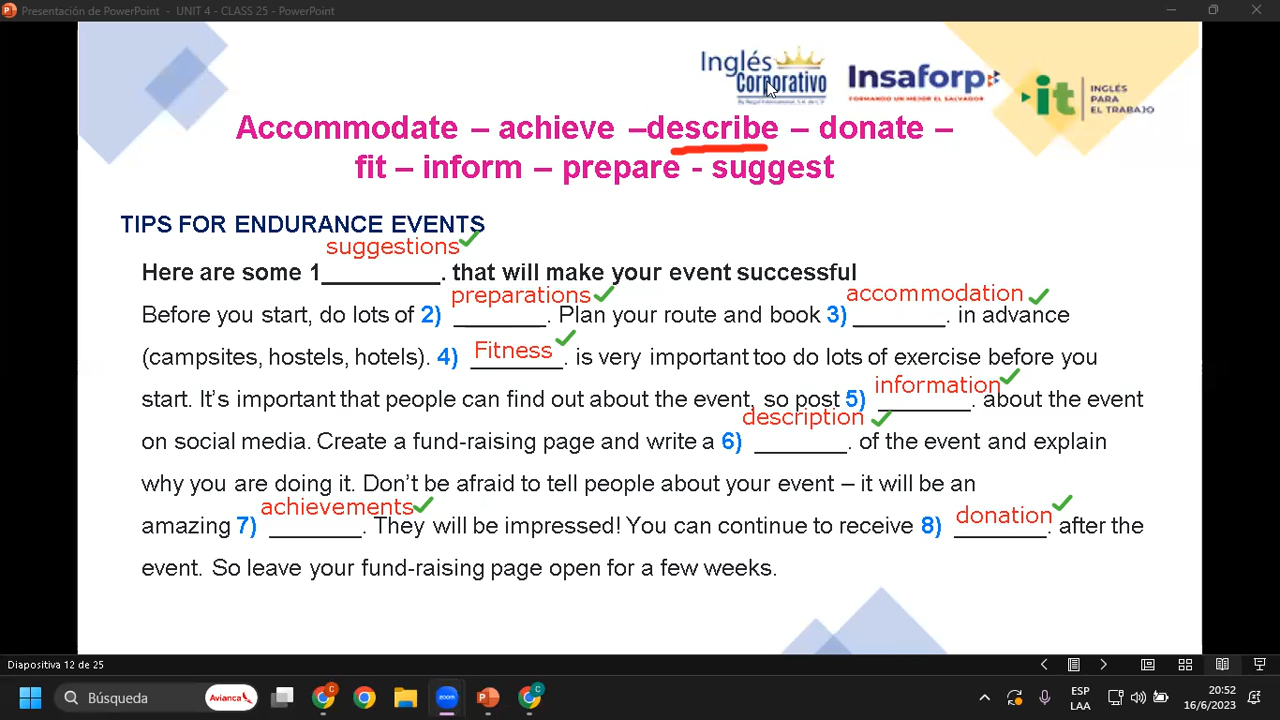 Presentación de PowerPoint - UNIT 4 - CLASS 25 - PowerPoint
Inglés
Corporativo
Insaforp
FORMANDO UN MEJOR EL SALVADOR
it INGLÉS
PARA
EL TRABAJO
Accommodate – achieve –describe – donate –
fit – inform – prepare - suggest
TIPS FOR ENDURANCE EVENTS
suggestions
Here are some 1_________. that will make your event successful
preparations accommodation
Before you start, do lots of 2) _______. Plan your route and book 3)_______. in advance
Fitness
(campsites, hostels, hotels). 4) _______. is very important too do lots of exercise before you
information
start. It's important that people can find out about the event, so post 5) _______. about the event
description
on social media. Create a fund-raising page and write a 6) _______. of the event and explain
why you are doing it. Don't be afraid to tell people about your event – it will be an
achievements donation
amazing 7) _______. They will be impressed! You can continue to receive 8) _______. after the
event. So leave your fund-raising page open for a few weeks.
Diapositiva 12 de 25
Búsqueda
Avianca
ESP
LAA
20:52
16/6/2023